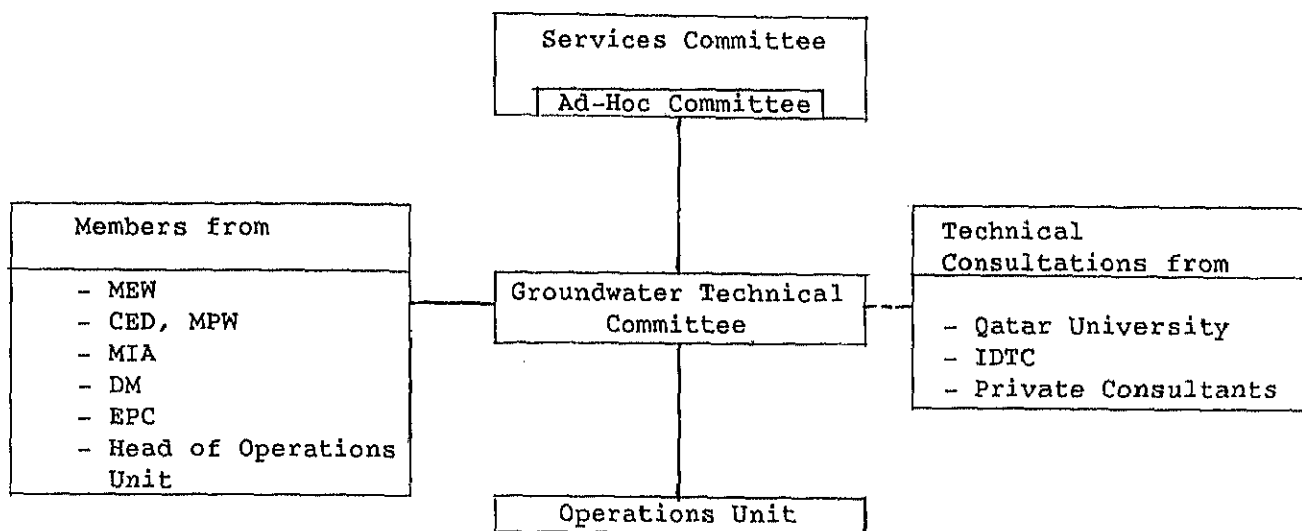 Services Committee
Ad-Hoc Committee
Members from
- MEW
- CED, MPW
- MIA
- DM
- EPC
- Head of Operations
Unit
Groundwater Technical
Committee
Technical
Consultations from
- Qatar University
- IDTC
- Private Consultants
Operations Unit